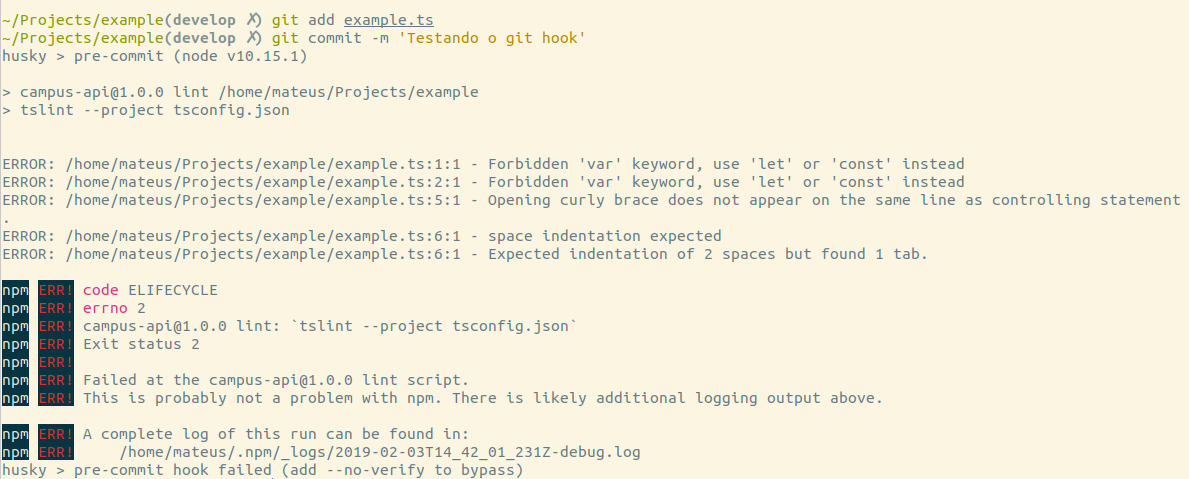 ~/Projects/example(develop ✗) git add example.ts
~/Projects/example(develop ✗) git commit -m 'Testando o git hook'
husky > pre-commit (node v10.15.1)
> campus-api@1.0.0 lint /home/mateus/Projects/example
> tslint --project tsconfig.json
ERROR: /home/mateus/Projects/example/example.ts:1:1 - Forbidden 'var' keyword, use 'let' or 'const' instead
ERROR: /home/mateus/Projects/example/example.ts:2:1 - Forbidden 'var' keyword, use 'let' or 'const' instead
ERROR: /home/mateus/Projects/example/example.ts:5:1 - Opening curly brace does not appear on the same line as controlling statement
.
ERROR: /home/mateus/Projects/example/example.ts:6:1 - space indentation expected
ERROR: /home/mateus/Projects/example/example.ts:6:1 - Expected indentation of 2 spaces but found 1 tab.
npm ERR! code ELIFECYCLE
npm ERR! errno 2
npm ERR! campus-api@1.0.0 lint: `tslint --project tsconfig.json`
npm ERR! Exit status 2
npm ERR!
npm ERR! Failed at the campus-api@1.0.0 lint script.
npm ERR! This is probably not a problem with npm. There is likely additional logging output above.
npm ERR! A complete log of this run can be found in:
npm ERR!     /home/mateus/.npm/_logs/2019-02-03T14_42_01_231Z-debug.log
husky > pre-commit hook failed (add --no-verify to bypass)